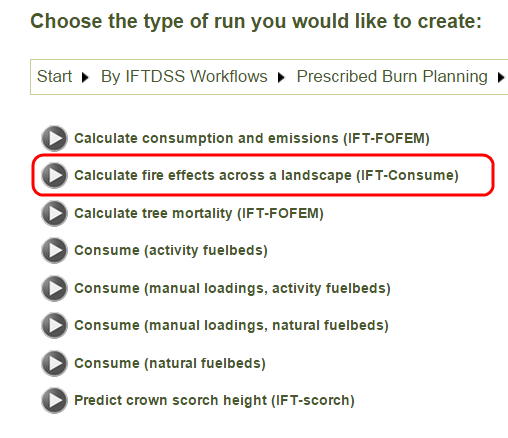 Choose the type of run you would like to create:
Start ▶ By IFTDSS Workflows ▶ Prescribed Burn Planning ▶
Calculate consumption and emissions (IFT-FOFEM)
Calculate fire effects across a landscape (IFT-Consume)
Calculate tree mortality (IFT-FOFEM)
Consume (activity fuelbeds)
Consume (manual loadings, activity fuelbeds)
Consume (manual loadings, natural fuelbeds)
Consume (natural fuelbeds)
Predict crown scorch height (IFT-scorch)